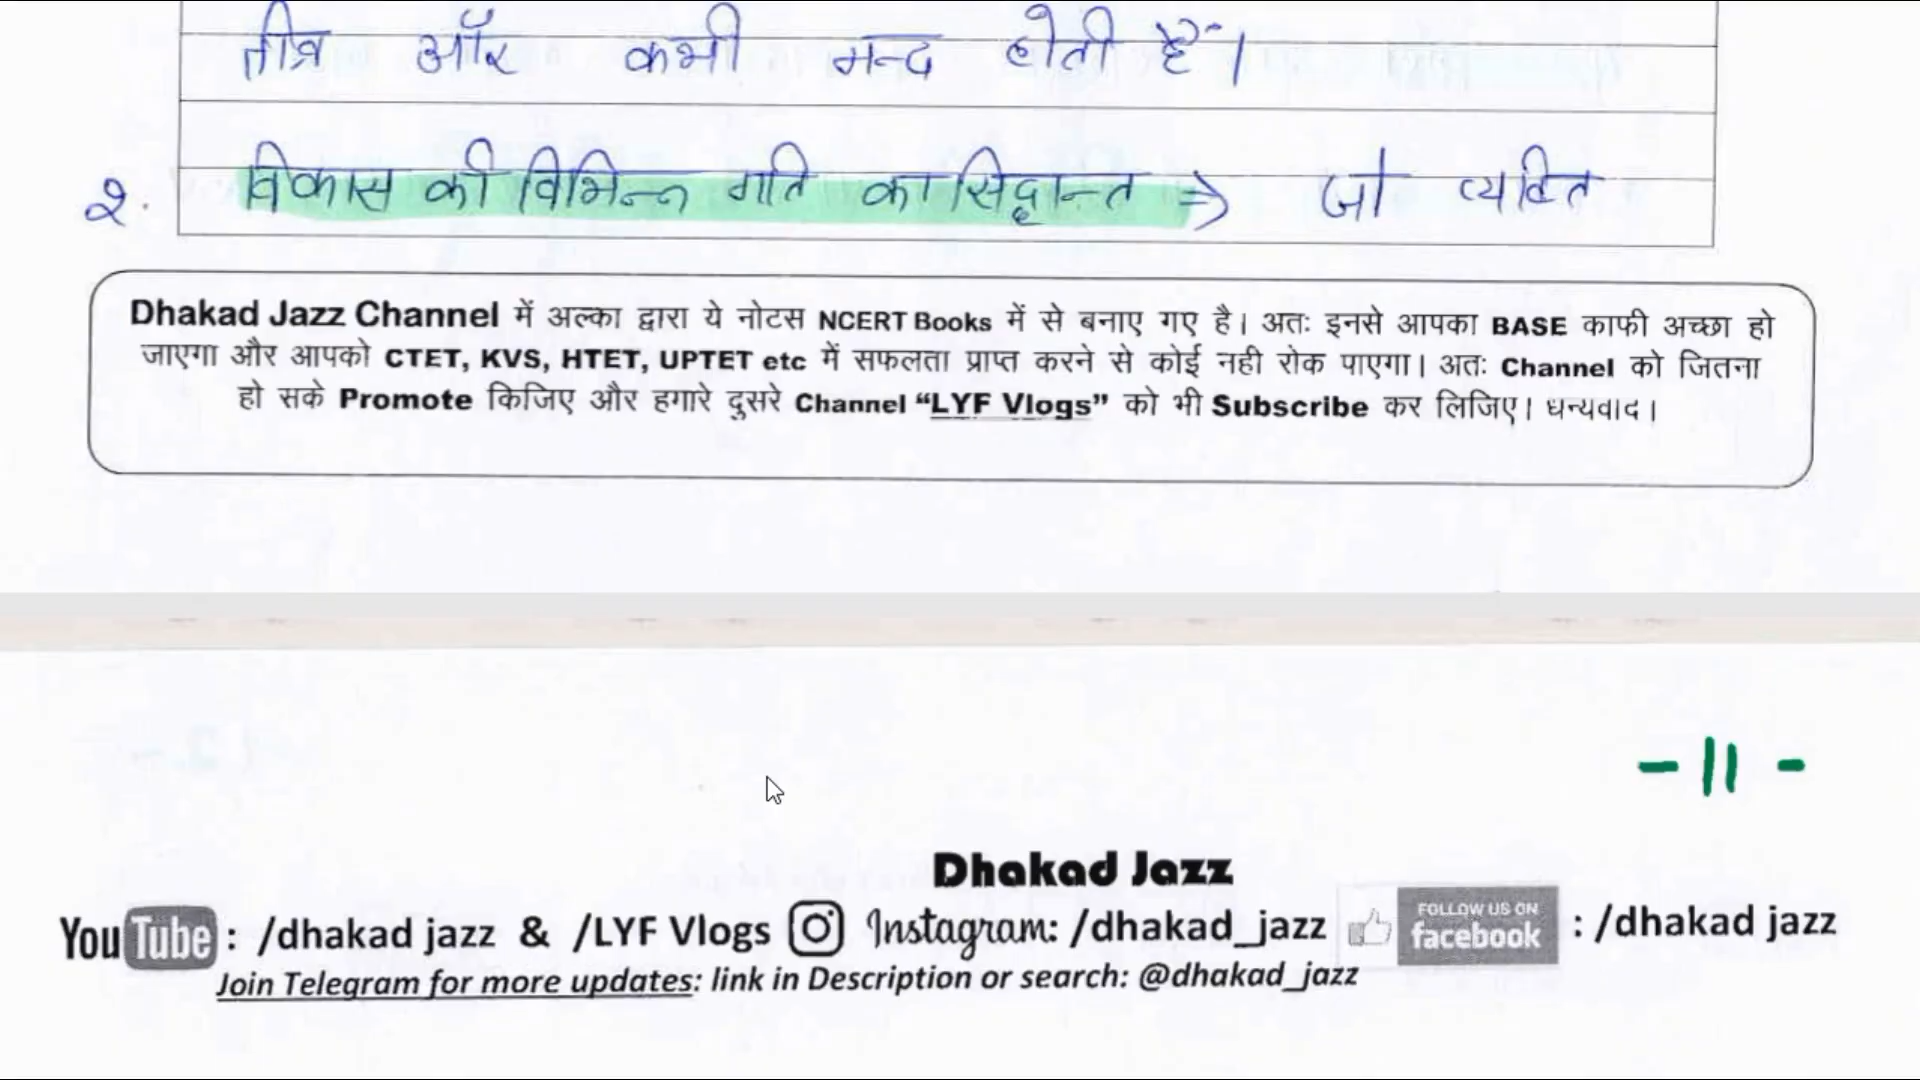 तीव्र और कभी मन्द होती है।
२. विकास की विभिन्न गति का सिद्धान्त ⇒ जो व्यक्ति
Dhakad Jazz Channel में अल्का द्वारा ये नोटस NCERT Books में से बनाए गए है। अतः इनसे आपका BASE काफी अच्छा हो
जाएगा और आपको CTET, KVS, HTET, UPTET etc में सफलता प्राप्त करने से कोई नही रोक पाएगा। अतः Channel को जितना
हो सके Promote किजिए और हमारे दुसरे Channel “LYF Vlogs” को भी Subscribe कर लिजिए। धन्यवाद।
- 11 -
Dhakad Jazz
YouTube : /dhakad jazz & /LYF Vlogs Instagram: /dhakad_jazz FOLLOW US ON facebook : /dhakad jazz
Join Telegram for more updates: link in Description or search: @dhakad_jazz